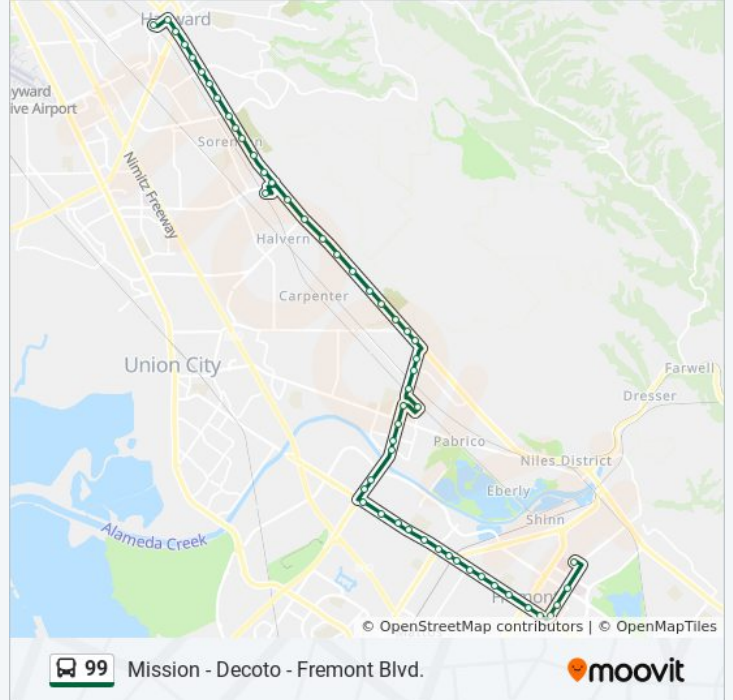 Hayward
yward
ive Airport
Sorenson
Nimitz Freeway
Halvern
Carpenter
Union City
Farwell
Dresser
Pabrico
Niles District
Eberly
Shinn
Alameda Creek
Fremont
© OpenStreetMap contributors | © OpenMapTiles
99 Mission - Decoto - Fremont Blvd.
moovit